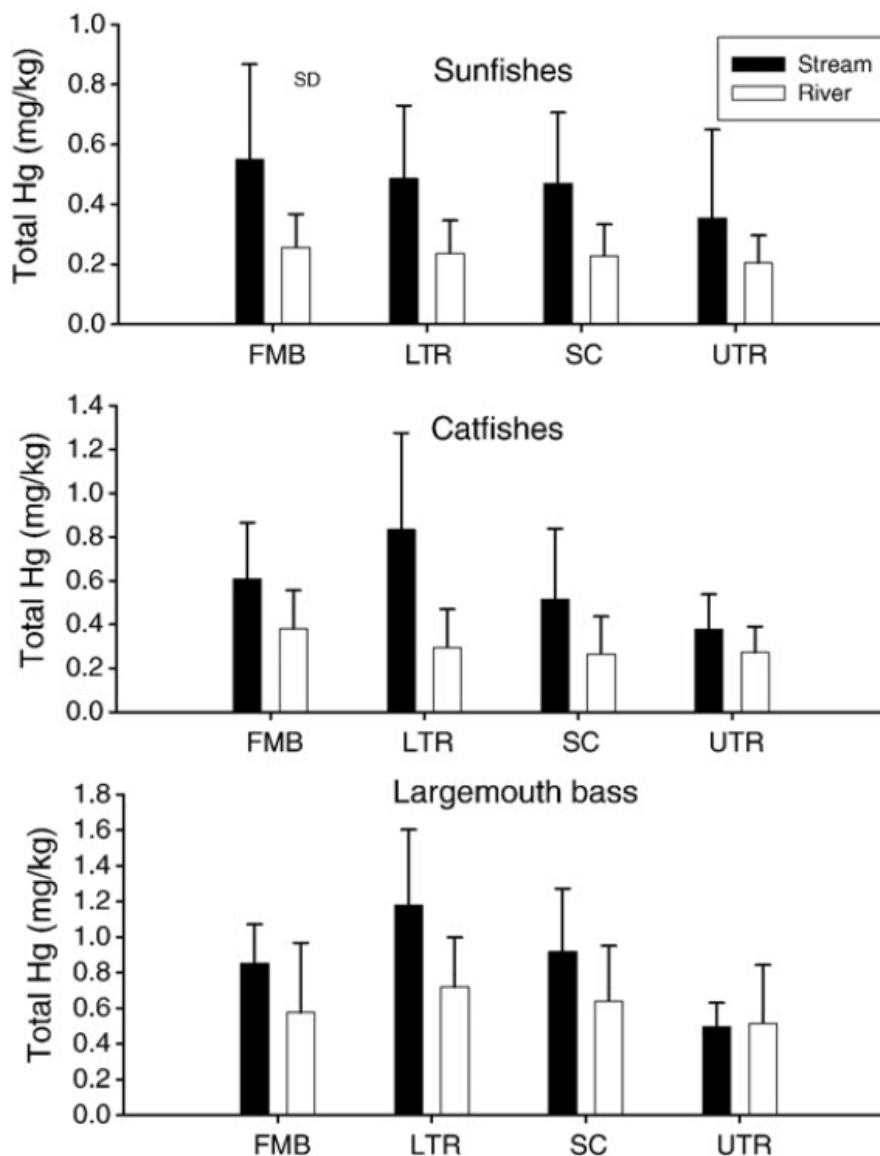 1.0
0.8
0.6
0.4
0.2
0.0
Total Hg (mg/kg)
SD
Sunfishes
Stream
River
FMB LTR SC UTR
1.4
1.2
1.0
0.8
0.6
0.4
0.2
0.0
Total Hg (mg/kg)
Catfishes
FMB LTR SC UTR
1.8
1.6
1.4
1.2
1.0
0.8
0.6
0.4
0.2
0.0
Total Hg (mg/kg)
Largemouth bass
FMB LTR SC UTR